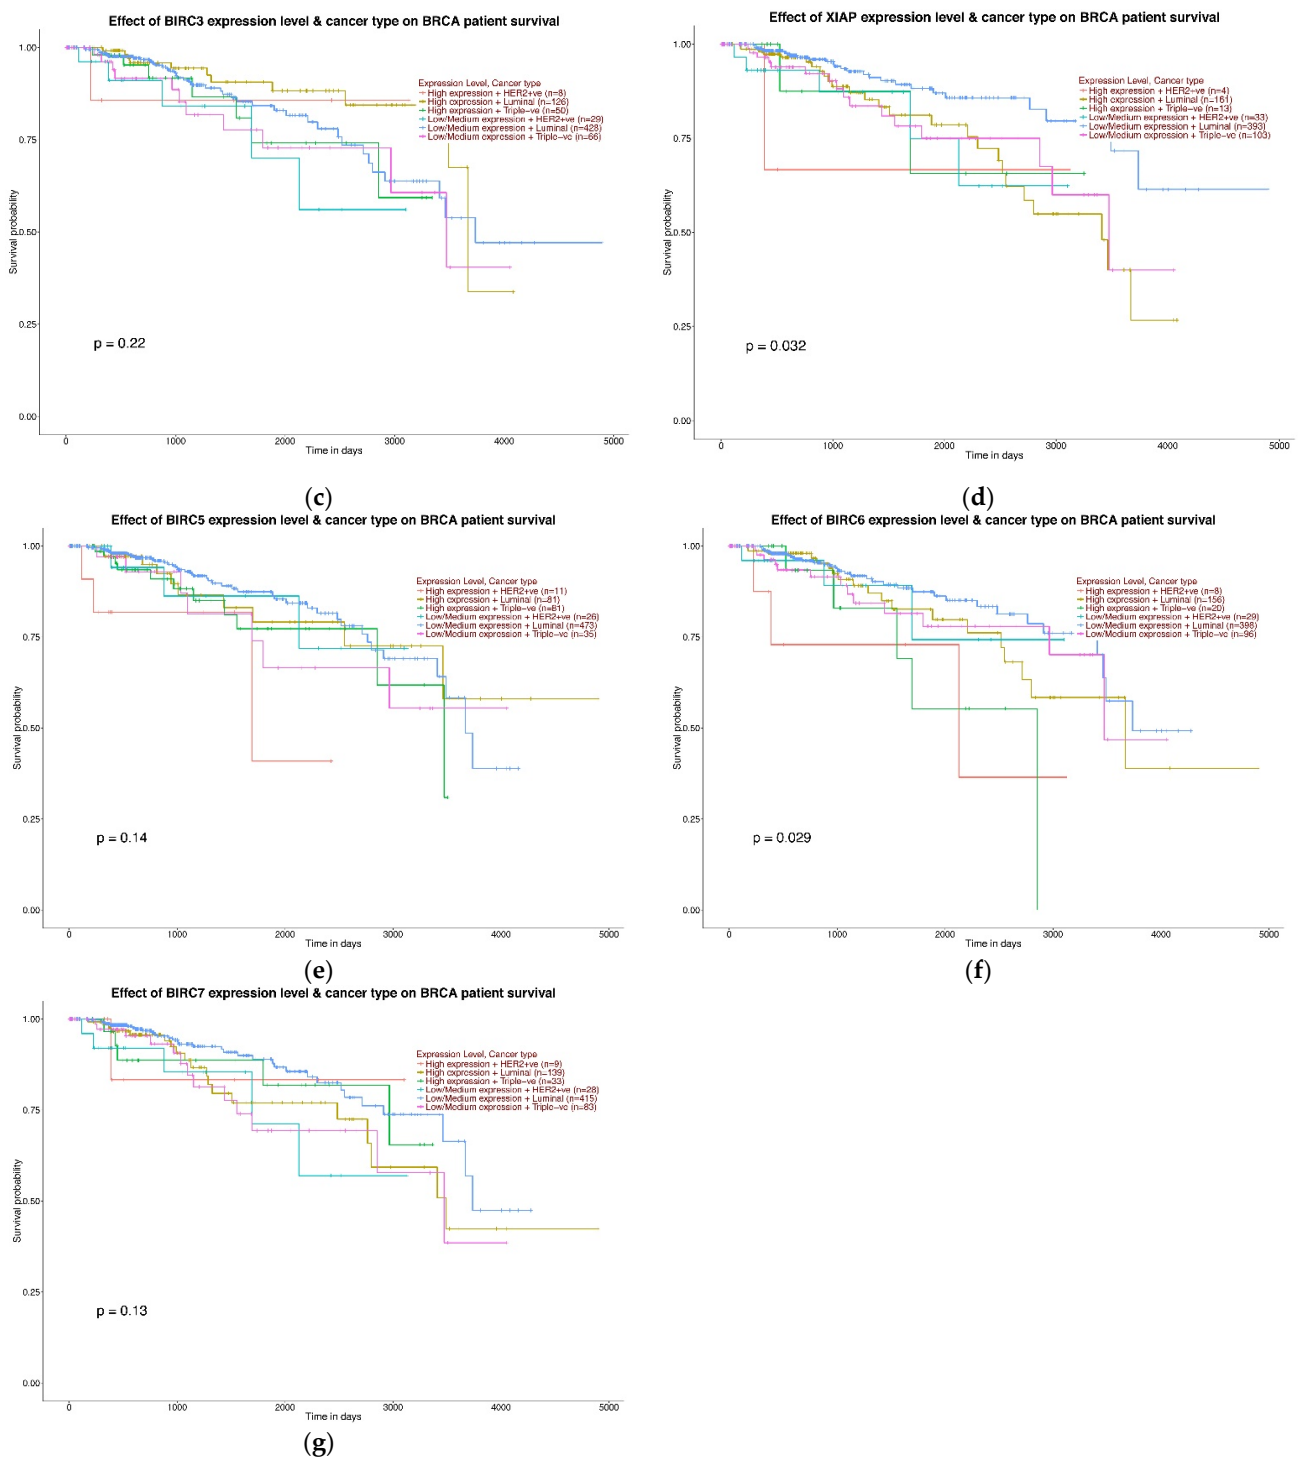 Effect of BIRC3 expression level & cancer type on BRCA patient survival
1.00
0.75
0.50
0.25
0.00
Survival probability
Expression Level, Cancer type
High expression + HER2+ve (n=8)
High expression + Luminal (n=126)
High expression + Triple-ve (n=50)
Low/Medium expression + HER2+ve (n=29)
Low/Medium expression + Luminal (n=428)
Low/Medium expression + Triple-ve (n=66)
p = 0.22
0 1000 2000 3000 4000 5000
Time in days
(c)
Effect of XIAP expression level & cancer type on BRCA patient survival
1.00
0.75
0.50
0.25
0.00
Survival probability
Expression Level, Cancer type
High expression + HER2+ve (n=4)
High expression + Luminal (n=161)
High expression + Triple-ve (n=13)
Low/Medium expression + HER2+ve (n=33)
Low/Medium expression + Luminal (n=393)
Low/Medium expression + Triple-ve (n=103)
p = 0.032
0 1000 2000 3000 4000 5000
Time in days
(d)
Effect of BIRC5 expression level & cancer type on BRCA patient survival
1.00
0.75
0.50
0.25
0.00
Survival probability
Expression Level, Cancer type
High expression + HER2+ve (n=11)
High expression + Luminal (n=81)
High expression + Triple-ve (n=81)
Low/Medium expression + HER2+ve (n=26)
Low/Medium expression + Luminal (n=473)
Low/Medium expression + Triple-ve (n=35)
p = 0.14
0 1000 2000 3000 4000 5000
Time in days
(e)
Effect of BIRC6 expression level & cancer type on BRCA patient survival
1.00
0.75
0.50
0.25
0.00
Survival probability
Expression Level, Cancer type
High expression + HER2+ve (n=8)
High expression + Luminal (n=156)
High expression + Triple-ve (n=20)
Low/Medium expression + HER2+ve (n=29)
Low/Medium expression + Luminal (n=398)
Low/Medium expression + Triple-ve (n=96)
p = 0.029
0 1000 2000 3000 4000 5000
Time in days
(f)
Effect of BIRC7 expression level & cancer type on BRCA patient survival
1.00
0.75
0.50
0.25
0.00
Survival probability
Expression Level, Cancer type
High expression + HER2+ve (n=9)
High expression + Luminal (n=139)
High expression + Triple-ve (n=33)
Low/Medium expression + HER2+ve (n=28)
Low/Medium expression + Luminal (n=415)
Low/Medium expression + Triple-ve (n=83)
p = 0.13
0 1000 2000 3000 4000 5000
Time in days
(g)